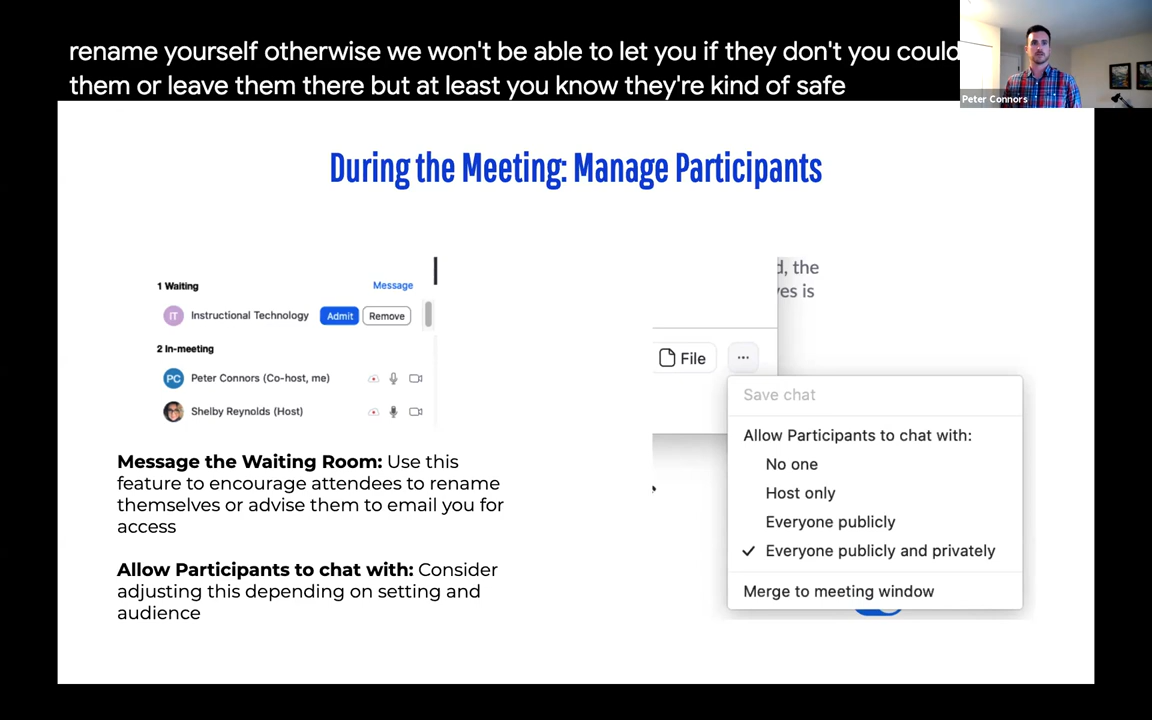 rename yourself otherwise we won't be able to let you if they don't you could
them or leave them there but at least you know they're kind of safe
Peter Connors
During the Meeting: Manage Participants
1 Waiting
Message
IT Instructional Technology Admit Remove
2 In-meeting
PC Peter Connors (Co-host, me)
Shelby Reynolds (Host)
Message the Waiting Room: Use this
feature to encourage attendees to rename
themselves or advise them to email you for
access
Allow Participants to chat with: Consider
adjusting this depending on setting and
audience
d, the
es is
File ...
Save chat
Allow Participants to chat with:
No one
Host only
Everyone publicly
✓ Everyone publicly and privately
Merge to meeting window